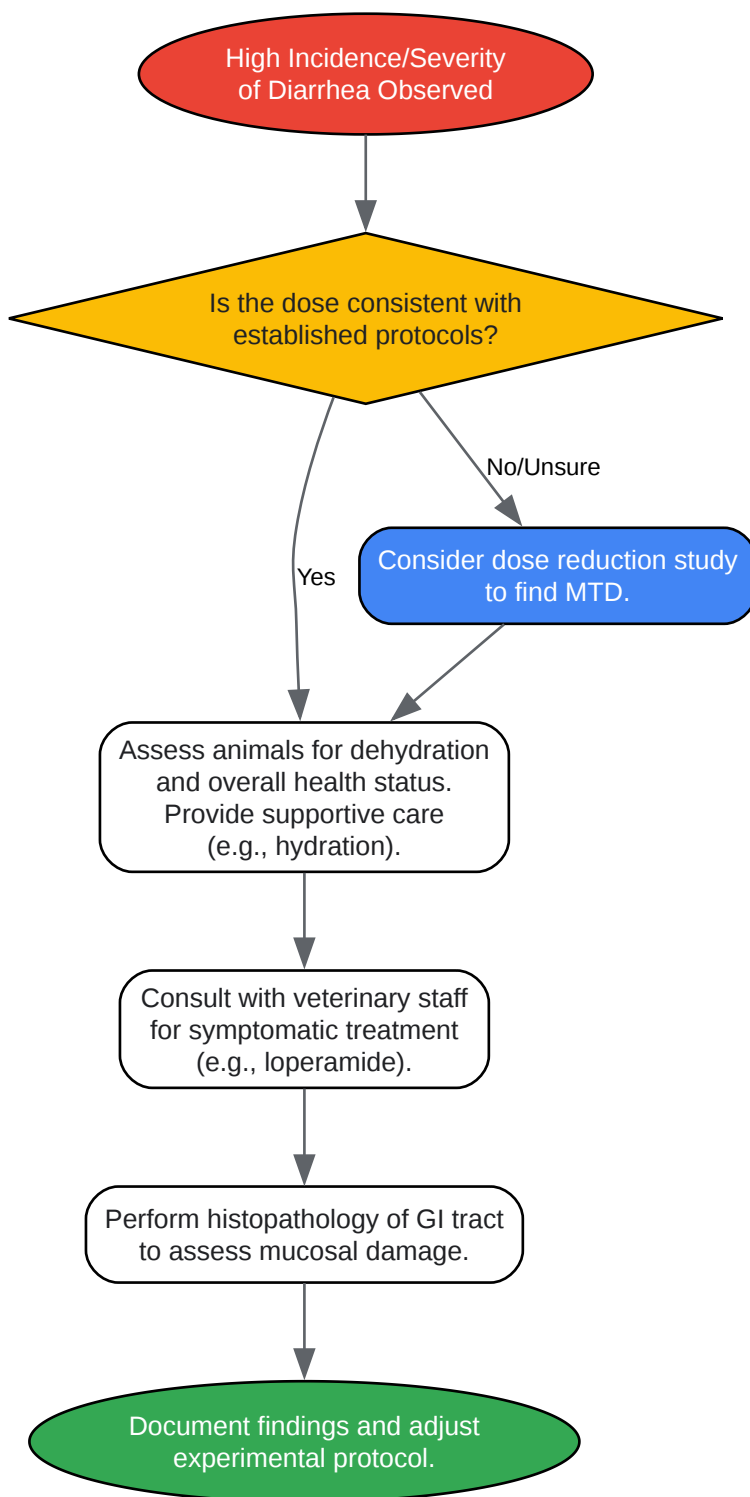 High Incidence/Severity
of Diarrhea Observed
Is the dose consistent with
established protocols?
No/Unsure
Yes
Consider dose reduction study
to find MTD.
Assess animals for dehydration
and overall health status.
Provide supportive care
(e.g., hydration).
Consult with veterinary staff
for symptomatic treatment
(e.g., loperamide).
Perform histopathology of GI tract
to assess mucosal damage.
Document findings and adjust
experimental protocol.